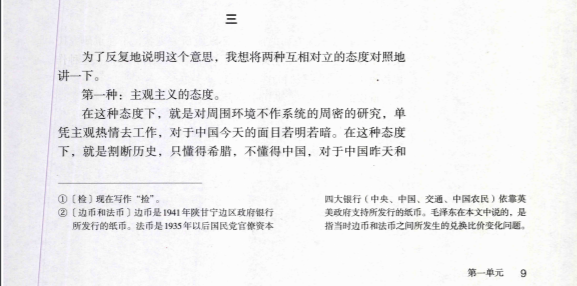 三
为了反复地说明这个意思，我想将两种互相对立的态度对照地
讲一下。
第一种：主观主义的态度。
在这种态度下，就是对周围环境不作系统的周密的研究，单
凭主观热情去工作，对于中国今天的面目若明若暗。在这种态度
下，就是割断历史，只懂得希腊，不懂得中国，对于中国昨天和
①〔检〕现在写作“捡”。
②〔边币和法币〕边币是1941年陕甘宁边区政府银行
所发行的纸币。法币是1935年以后国民党官僚资本
四大银行（中央、中国、交通、中国农民）依靠英
美政府支持所发行的纸币。毛泽东在本文中说的，是
指当时边币和法币之间所发生的兑换比价变化问题。
第一单元 9